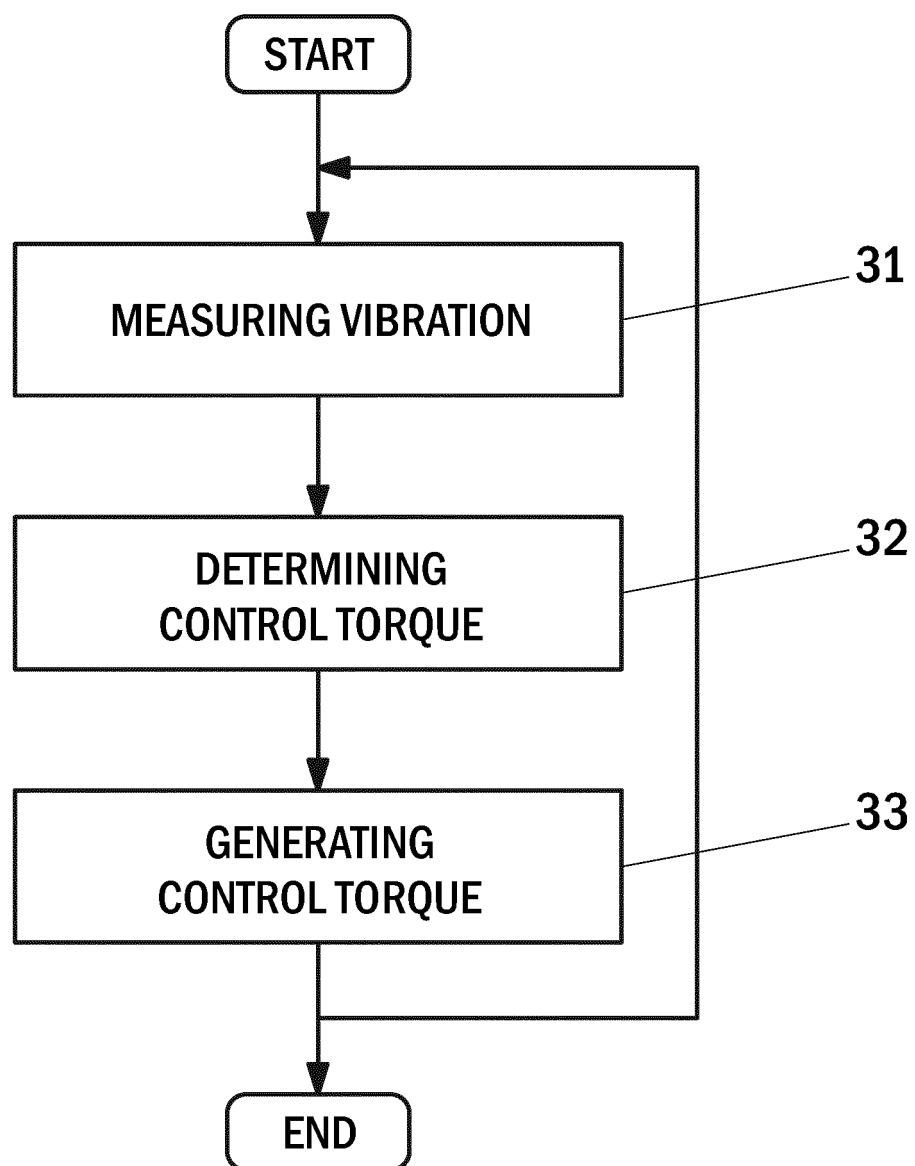 START
MEASURING VIBRATION
31
DETERMINING
CONTROL TORQUE
32
GENERATING
CONTROL TORQUE
33
END